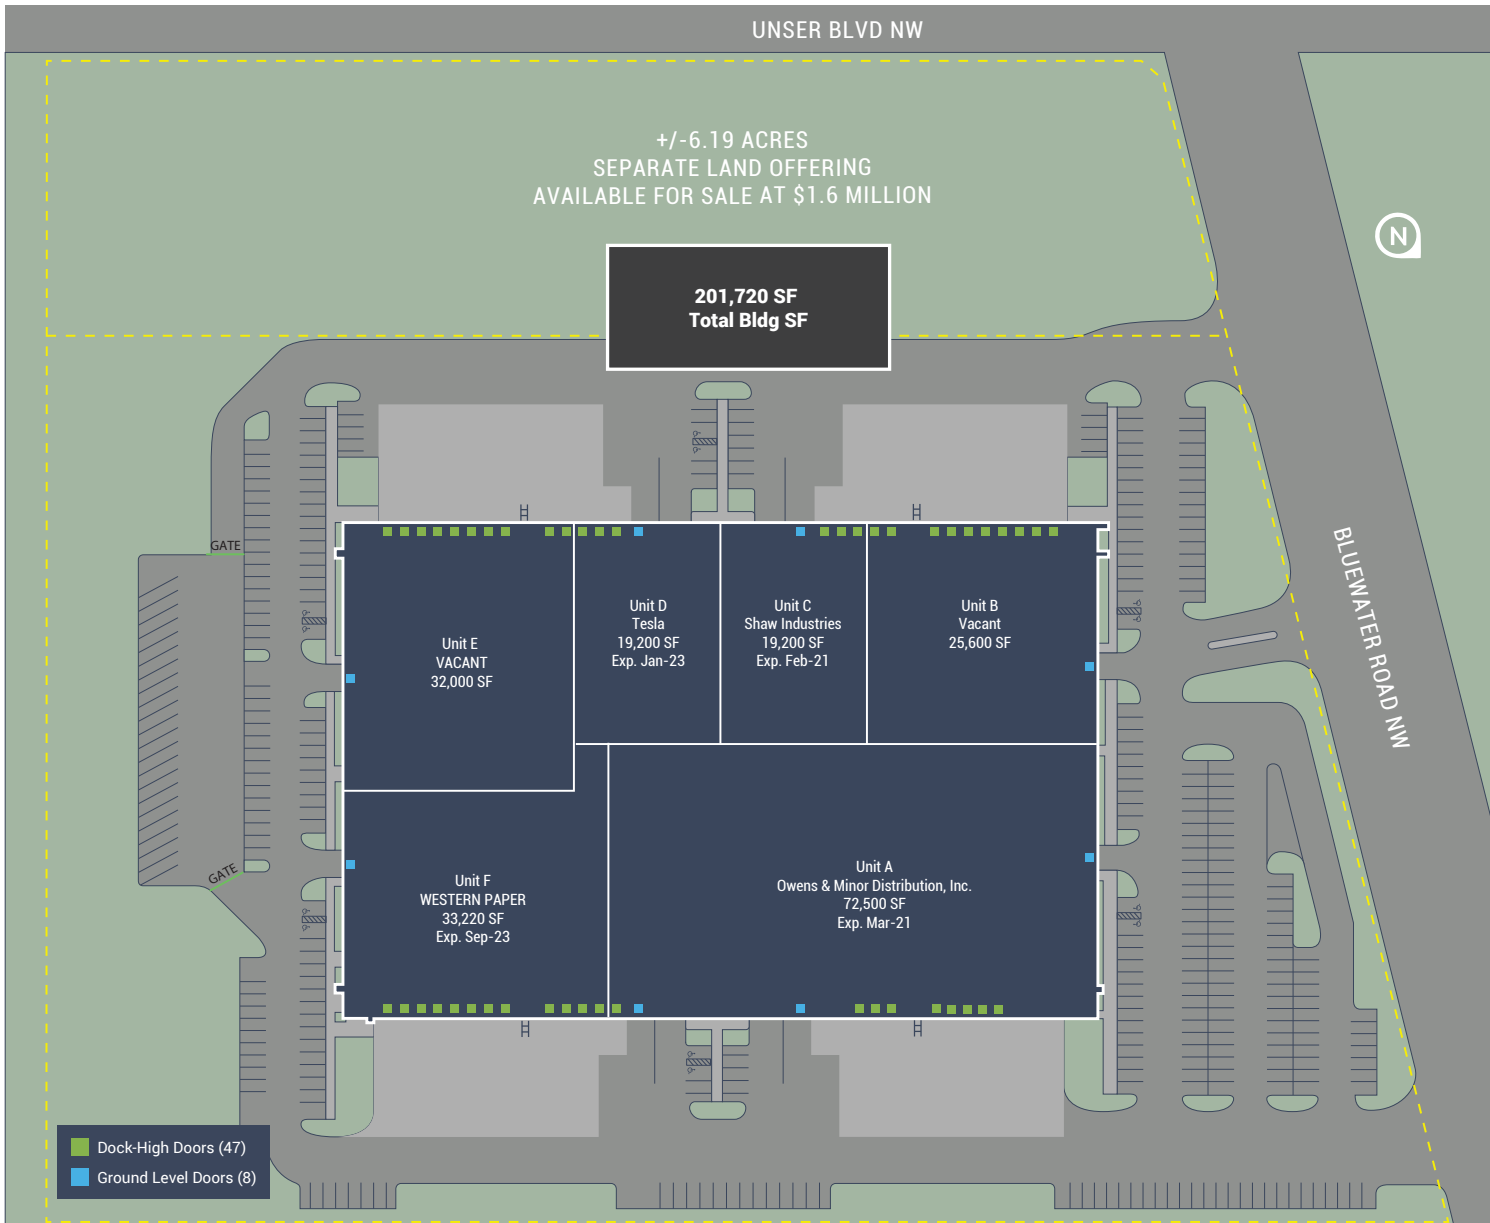 UNSER BLVD NW
+/-6.19 ACRES
SEPARATE LAND OFFERING
AVAILABLE FOR SALE AT $1.6 MILLION
N
201,720 SF
Total Bldg SF
GATE
BLUEWATER ROAD NW
Unit E
VACANT
32,000 SF
Unit D
Tesla
19,200 SF
Exp. Jan-23
Unit C
Shaw Industries
19,200 SF
Exp. Feb-21
Unit B
Vacant
25,600 SF
GATE
Unit F
WESTERN PAPER
33,220 SF
Exp. Sep-23
Unit A
Owens & Minor Distribution, Inc.
72,500 SF
Exp. Mar-21
Dock-High Doors (47)
Ground Level Doors (8)